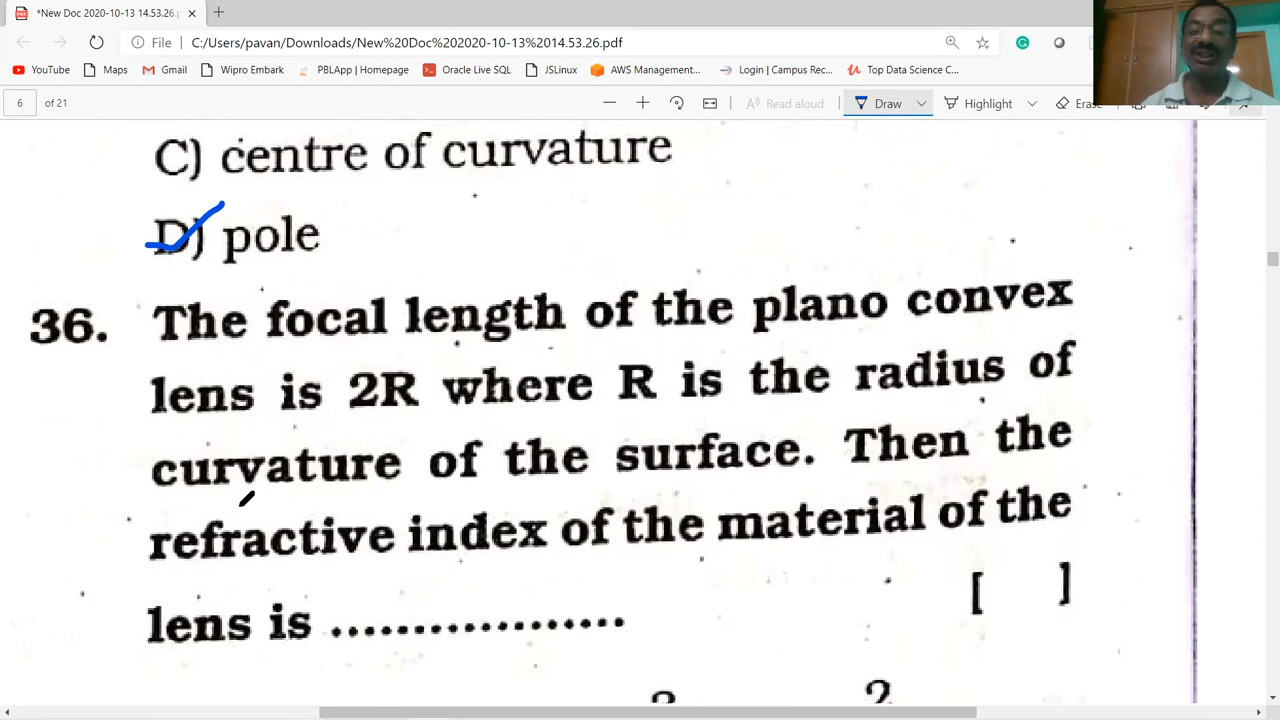 *New Doc 2020-10-13 14.53.26.p
File C:/Users/pavan/Downloads/New%20Doc%202020-10-13%2014.53.26.pdf
YouTube Maps Gmail Wipro Embark PBLApp | Homepage Oracle Live SQL JSLinux AWS Management... Login | Campus Rec... Top Data Science C...
6 of 21 Read aloud Draw Highlight Erase
C) centre of curvature
D) pole
36. The focal length of the plano convex
lens is 2R where R is the radius of
curvature of the surface. Then the
refractive index of the material of the
lens is .................. [ ]